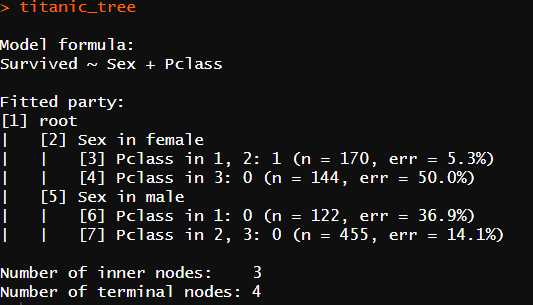 > titanic_tree
Model formula:
Survived ~ Sex + Pclass
Fitted party:
[1] root
|   [2] Sex in female
|   |   [3] Pclass in 1, 2: 1 (n = 170, err = 5.3%)
|   |   [4] Pclass in 3: 0 (n = 144, err = 50.0%)
|   [5] Sex in male
|   |   [6] Pclass in 1: 0 (n = 122, err = 36.9%)
|   |   [7] Pclass in 2, 3: 0 (n = 455, err = 14.1%)
Number of inner nodes:    3
Number of terminal nodes: 4